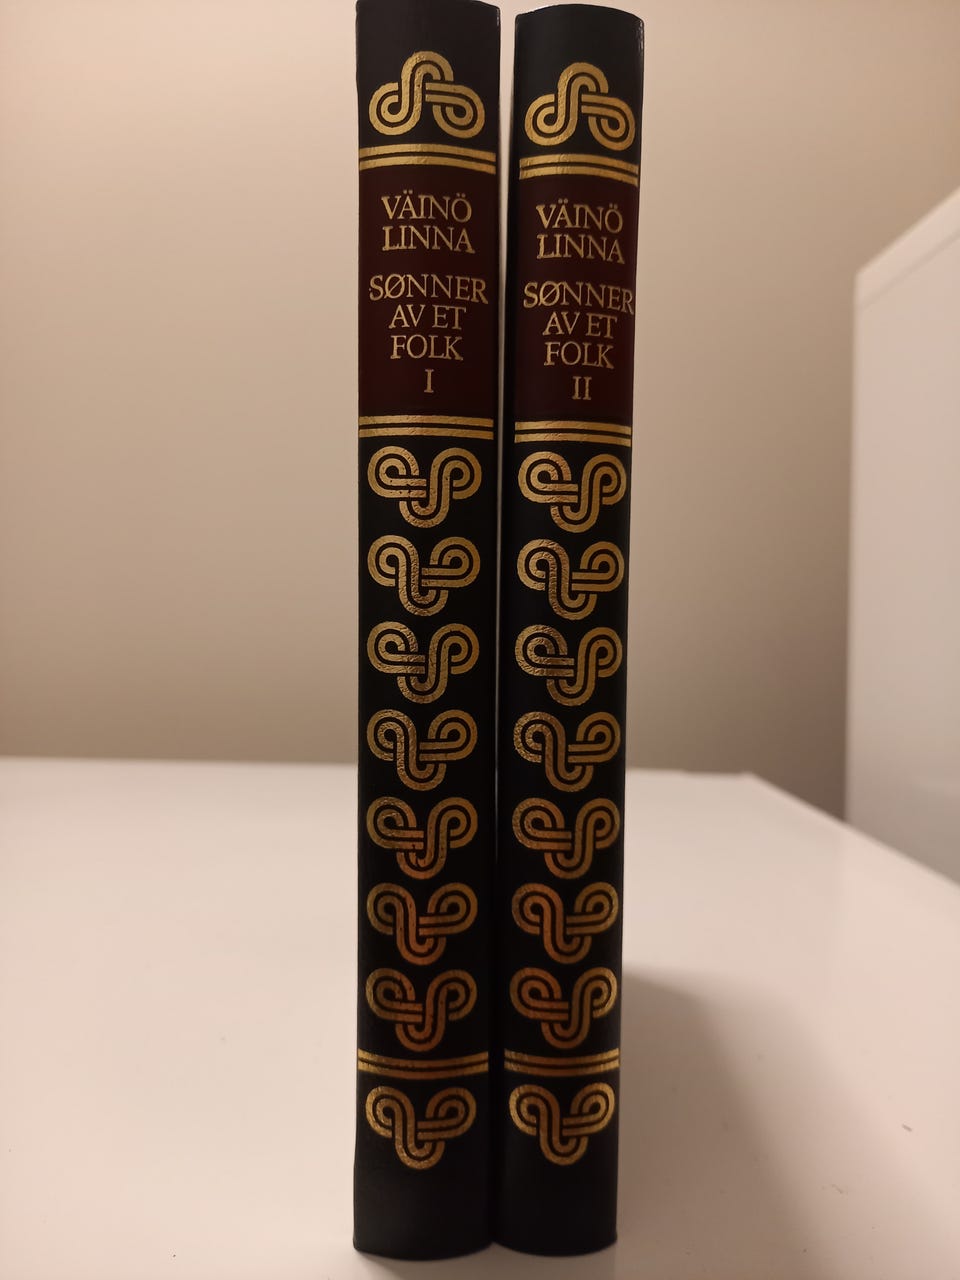 VÄINÖ
LINNA
SØNNER
AV ET
FOLK
I
VÄINÖ
LINNA
SØNNER
AV ET
FOLK
II